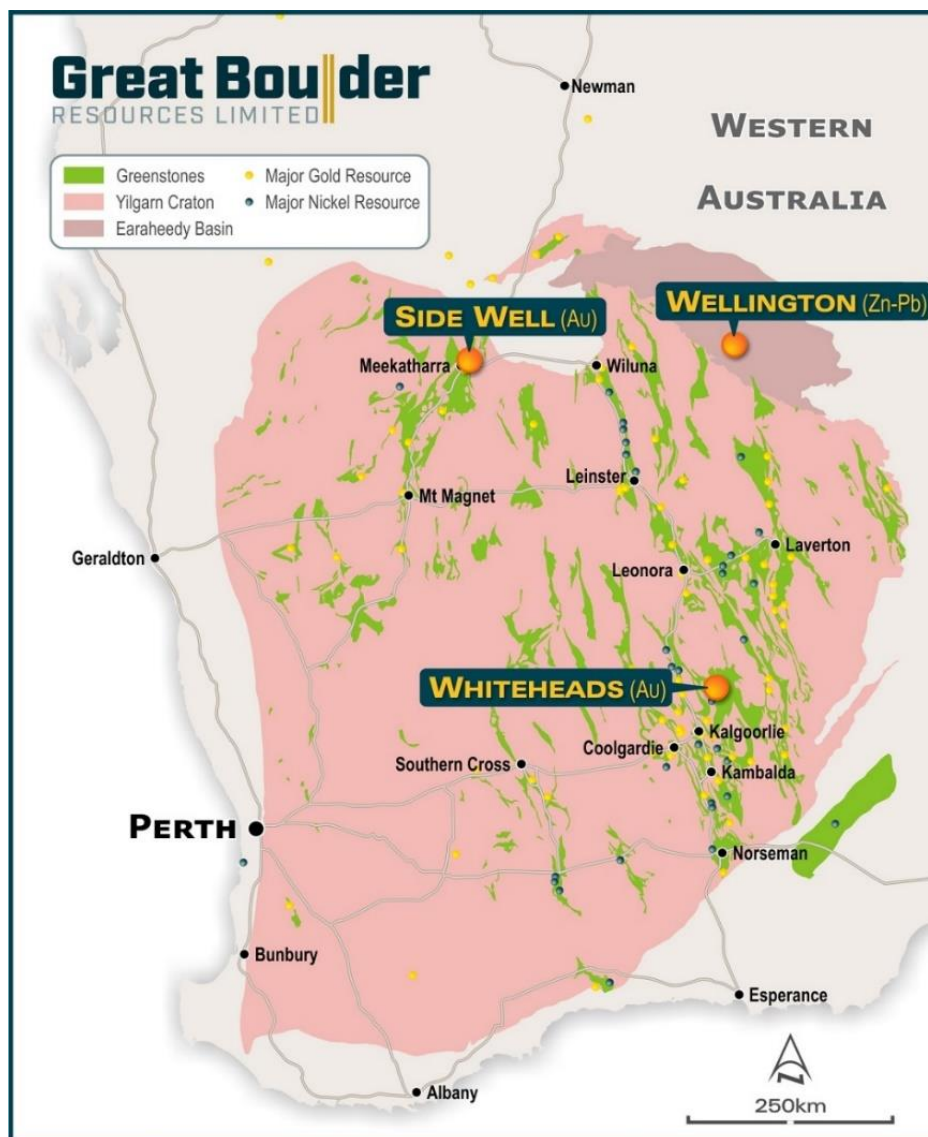 Great Boulder
RESOURCES LIMITED
Newman
WESTERN
AUSTRALIA
Greenstones
Major Gold Resource
Yilgarn Craton
Major Nickel Resource
Earaheedy Basin
SIDE WELL (AU)
WELLINGTON (Zn-Pb)
Meekatharra
Wiluna
Leinster
Mt Magnet
Geraldton
Laverton
Leonora
WHITEHEADS (AU)
Kalgoorlie
Coolgardie
Southern Cross
Kambalda
PERTH
Norseman
Bunbury
Esperance
N
250km
Albany